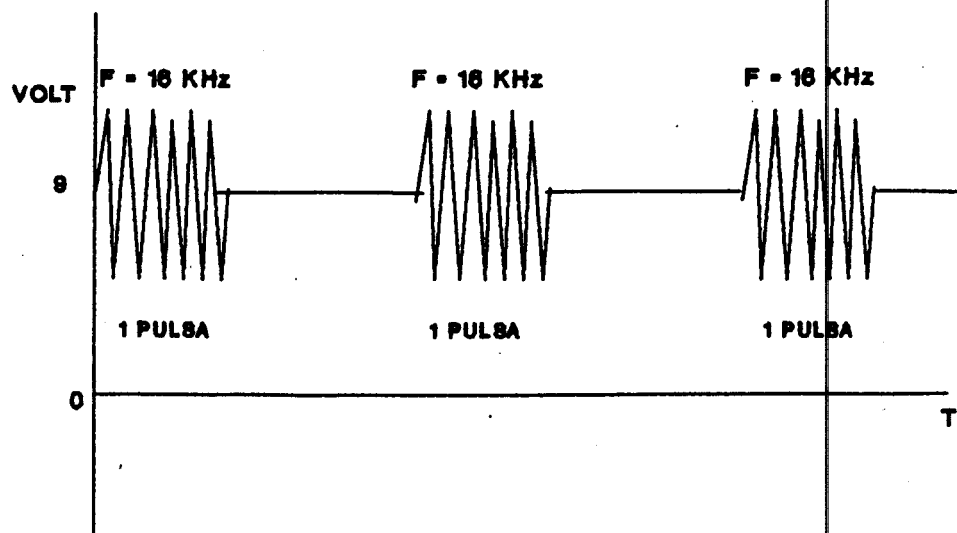 F = 16 KHz F = 16 KHz F = 16 KHz
VOLT
9
1 PULSA 1 PULSA 1 PULSA
0
T